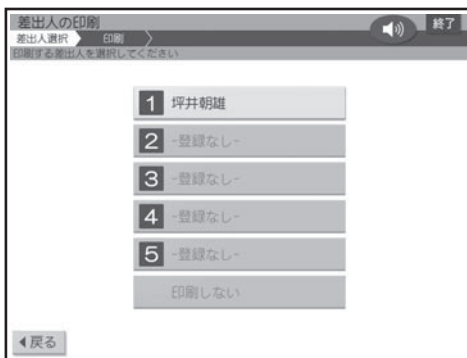 差出人の印刷
終了
差出人選択 印刷
印刷する差出人を選択してください
1 坪井朝雄
2 -登録なし-
3 -登録なし-
4 -登録なし-
5 -登録なし-
印刷しない
戻る